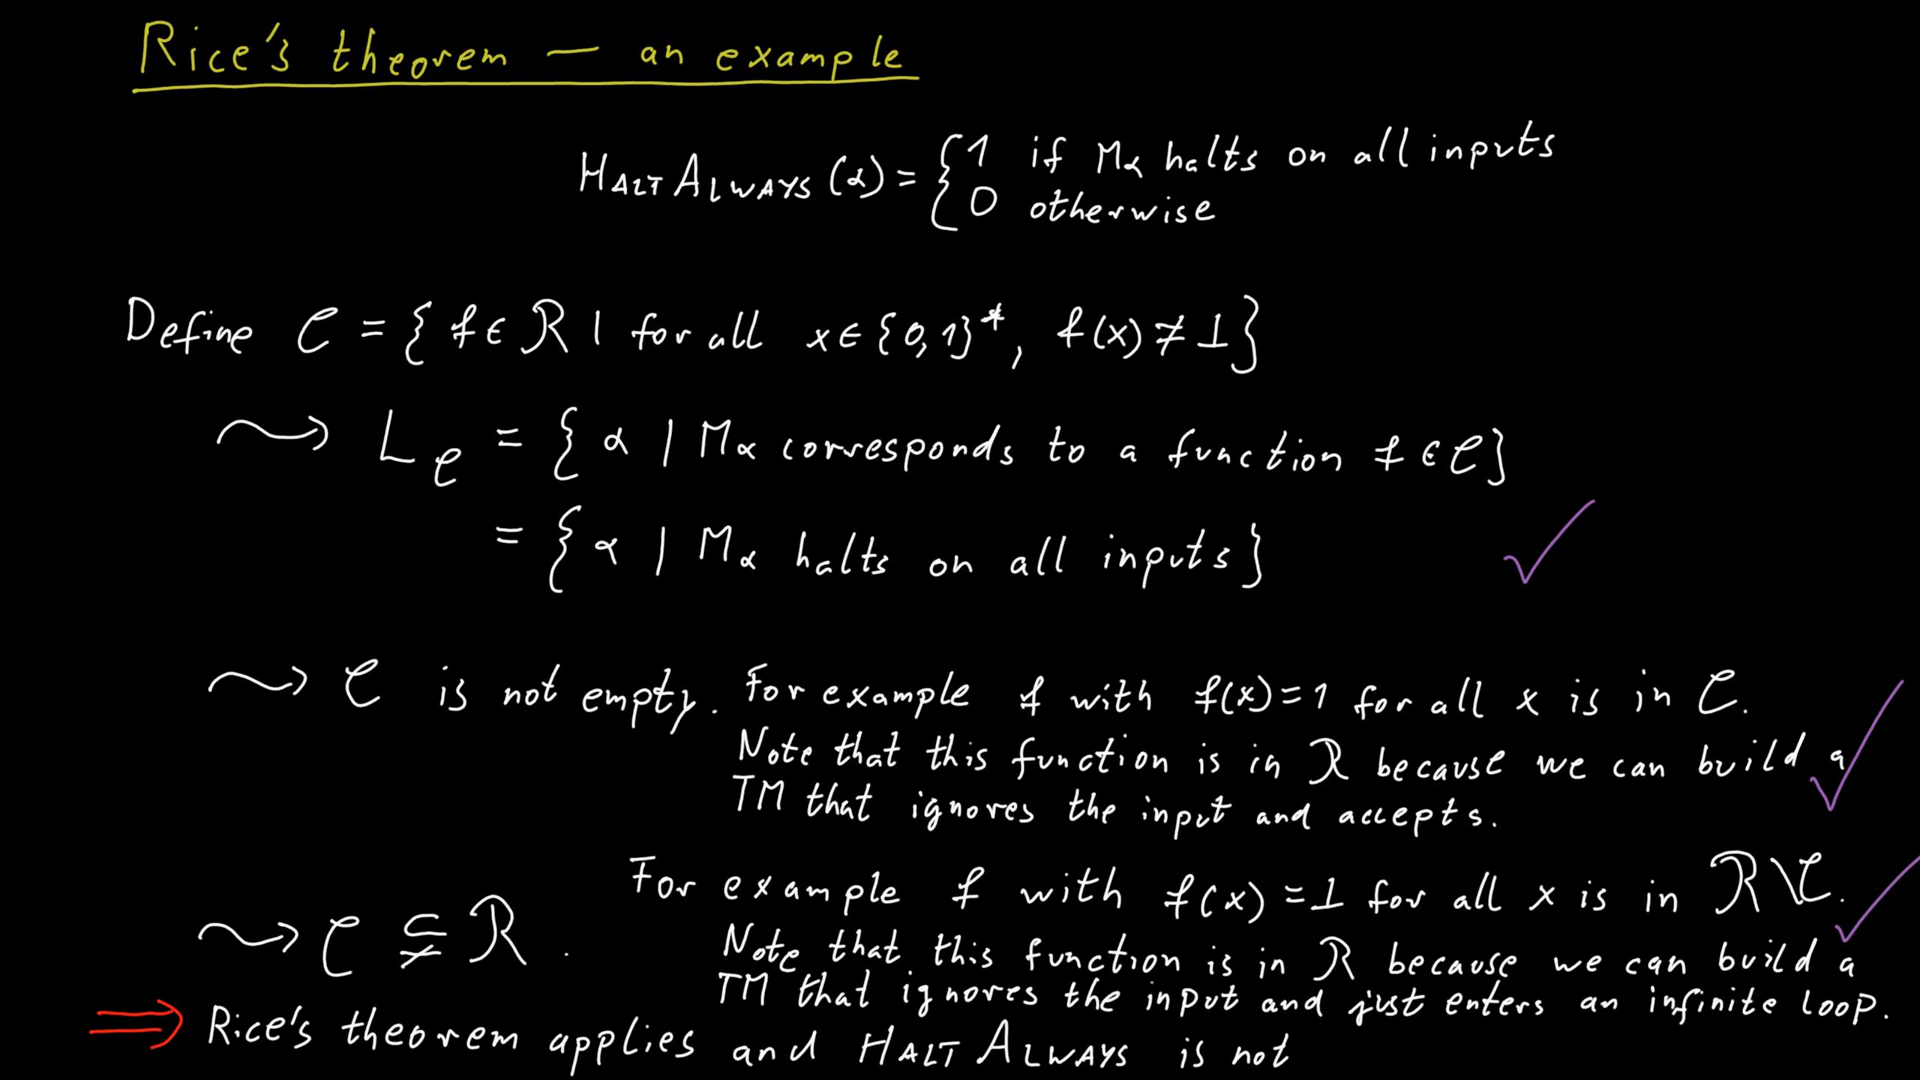 Rice's theorem — an example
HALTALWAYS (α) = { 1 if Mα halts on all inputs
0 otherwise
Define 𝒞 = { f ∈ ℛ | for all x ∈ {0,1}*, f(x) ≠ ⊥ }
⇝ L_𝒞 = { α | Mα corresponds to a function f ∈ 𝒞 }
= { α | Mα halts on all inputs } ✓
⇝ 𝒞 is not empty. For example f with f(x) = 1 for all x is in 𝒞.
Note that this function is in ℛ because we can build a
TM that ignores the input and accepts. ✓
For example f with f(x) = ⊥ for all x is in ℛ \ 𝒞.
⇝ 𝒞 ⊊ ℛ. Note that this function is in ℛ because we can build a
TM that ignores the input and just enters an infinite loop. ✓
⇒ Rice's theorem applies and HALTALWAYS is not